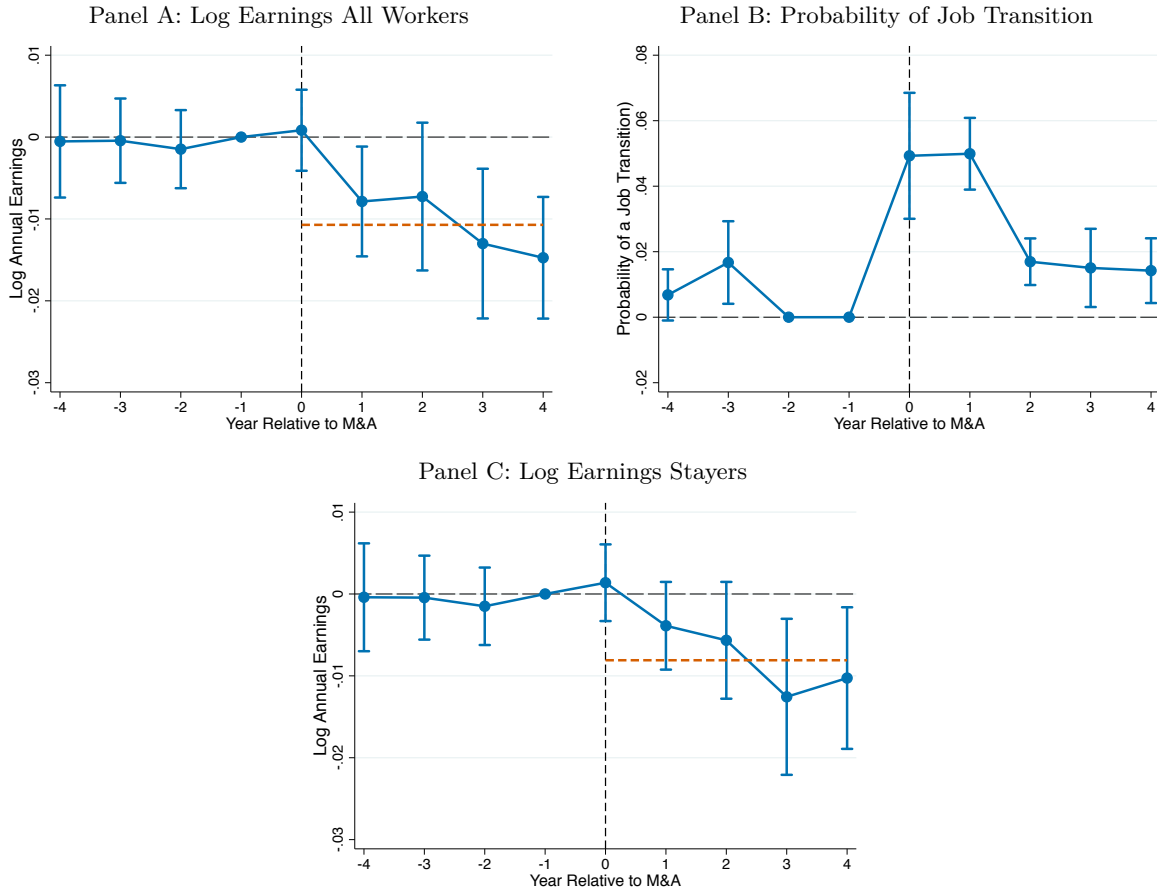 Panel A: Log Earnings All Workers
Log Annual Earnings
.01
0
-.01
-.02
-.03
-4 -3 -2 -1 0 1 2 3 4
Year Relative to M&A
Panel B: Probability of Job Transition
Probability of a Job Transition)
.08
.06
.04
.02
0
-.02
-4 -3 -2 -1 0 1 2 3 4
Year Relative to M&A
Panel C: Log Earnings Stayers
Log Annual Earnings
.01
0
-.01
-.02
-.03
-4 -3 -2 -1 0 1 2 3 4
Year Relative to M&A